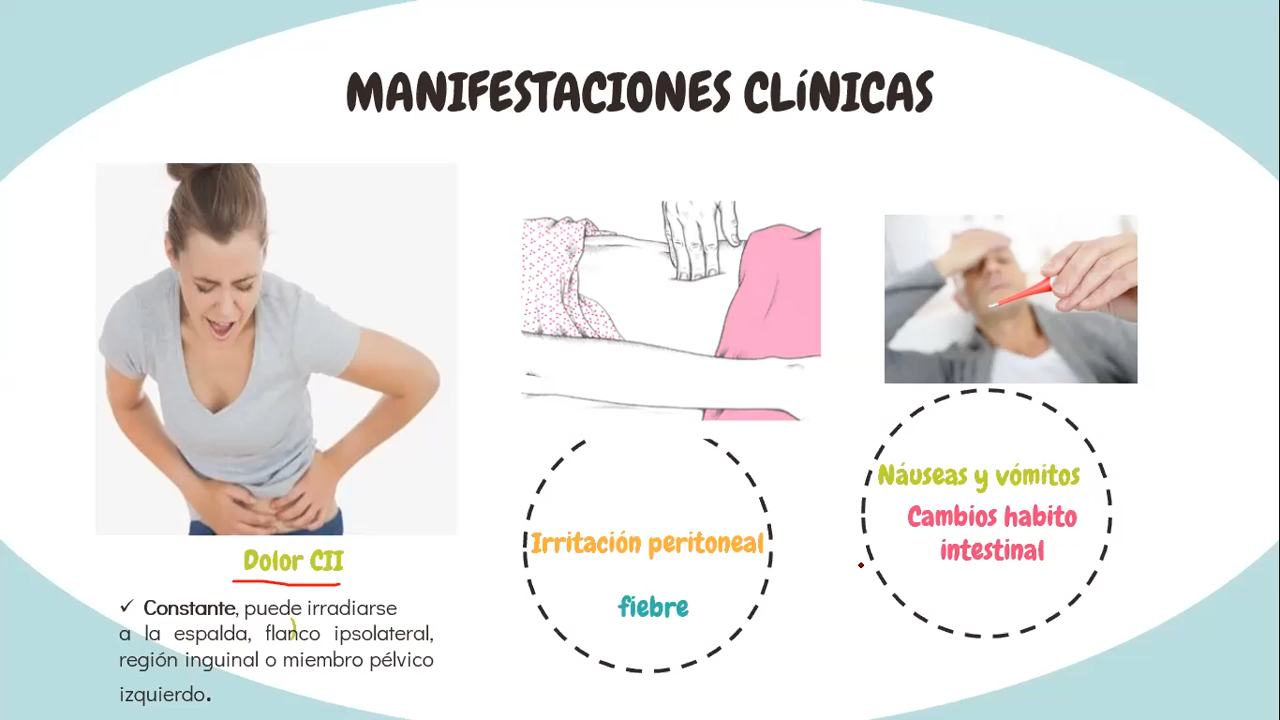 MANIFESTACIONES CLíNICAS
Dolor CII
✓ Constante, puede irradiarse
a la espalda, flanco ipsolateral,
región inguinal o miembro pélvico
izquierdo.
Irritación peritoneal
fiebre
Náuseas y vómitos
Cambios habito
intestinal